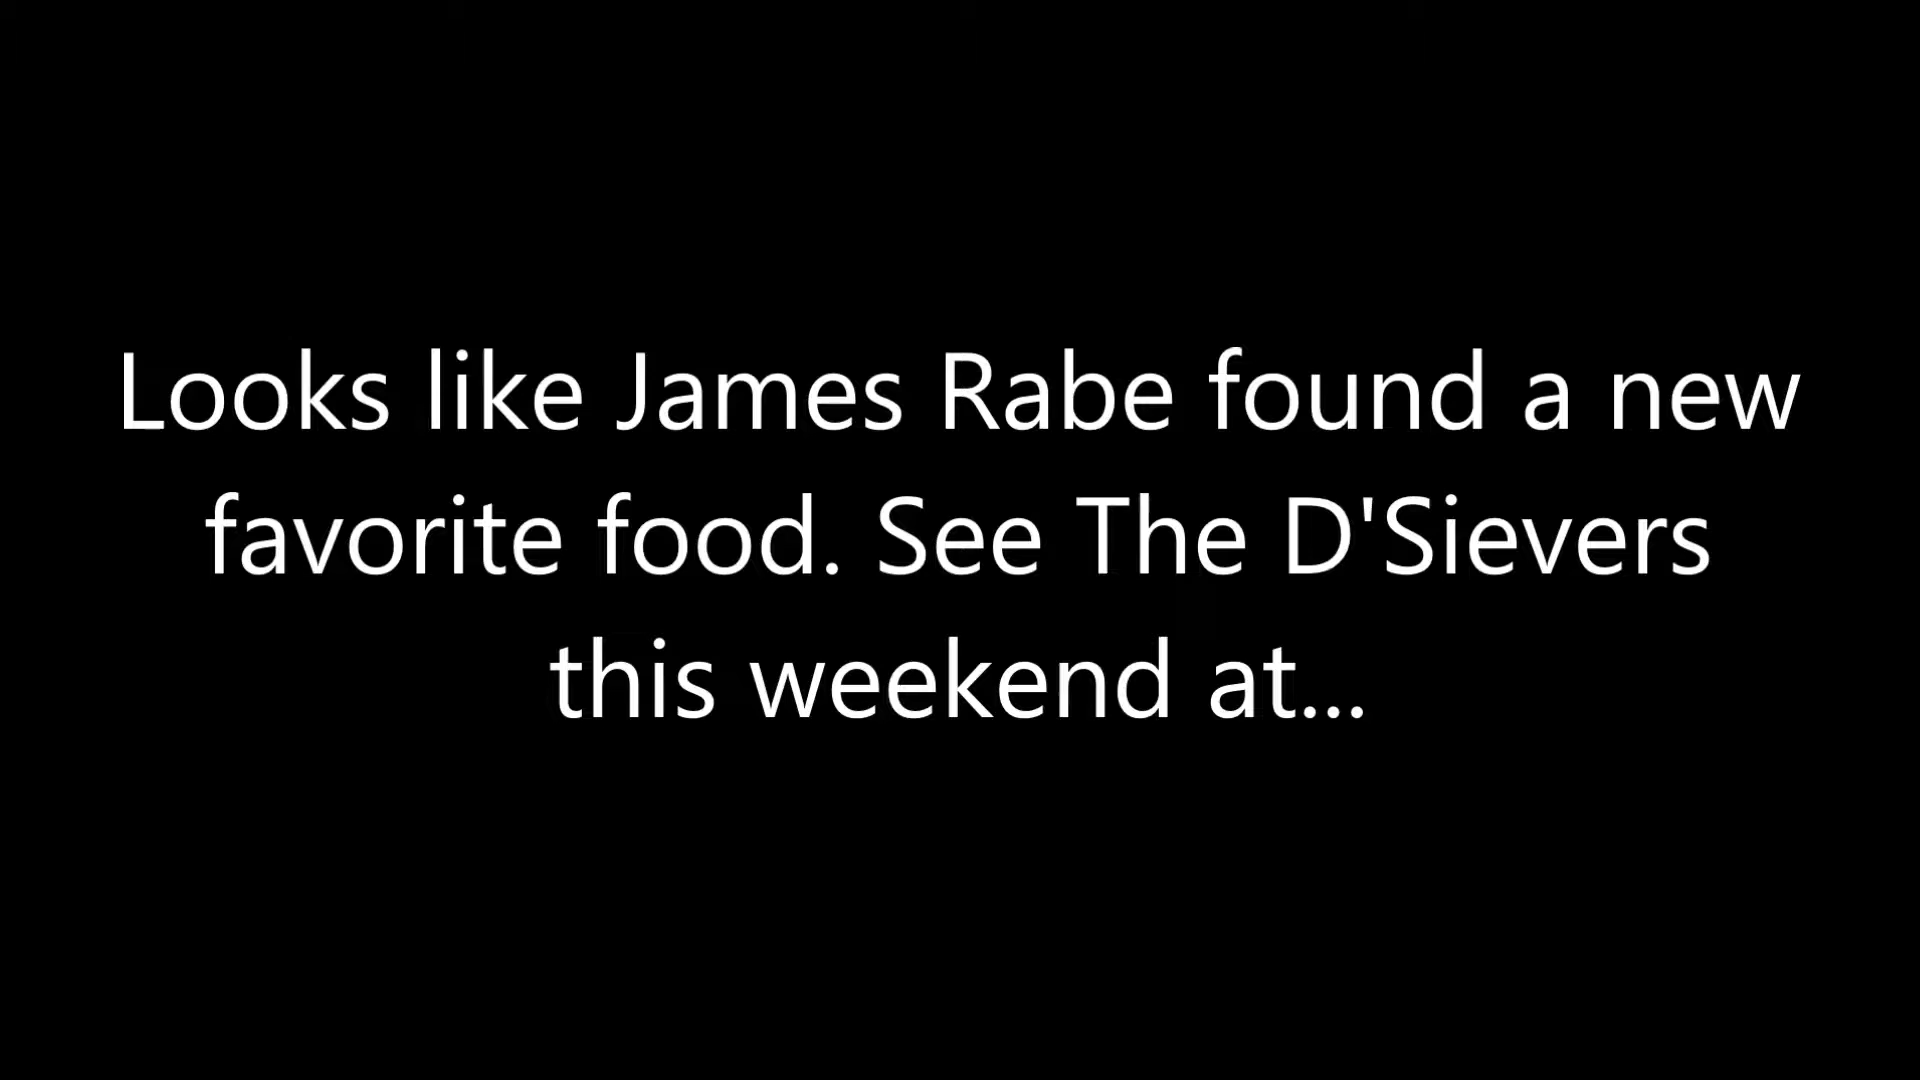 Looks like James Rabe found a new
favorite food. See The D'Sievers
this weekend at...